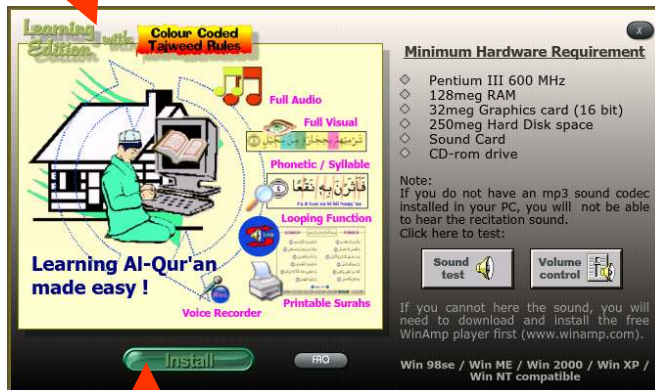 Learning
Edition with
Colour Coded
Tajweed Rules
Full Audio
Full Visual
Phonetic / Syllable
Looping Function
Printable Surahs
Voice Recorder
Learning Al-Qur'an
made easy !
Install
FAQ
X
Minimum Hardware Requirement
Pentium III 600 MHz
128meg RAM
32meg Graphics card (16 bit)
250meg Hard Disk space
Sound Card
CD-rom drive
Note:
If you do not have an mp3 sound codec
installed in your PC, you will not be able
to hear the recitation sound.
Click here to test:
Sound
test
Volume
control
If you cannot here the sound, you will
need to download and install the free
WinAmp player first (www.winamp.com).
Win 98se / Win ME / Win 2000 / Win XP /
Win NT compatible